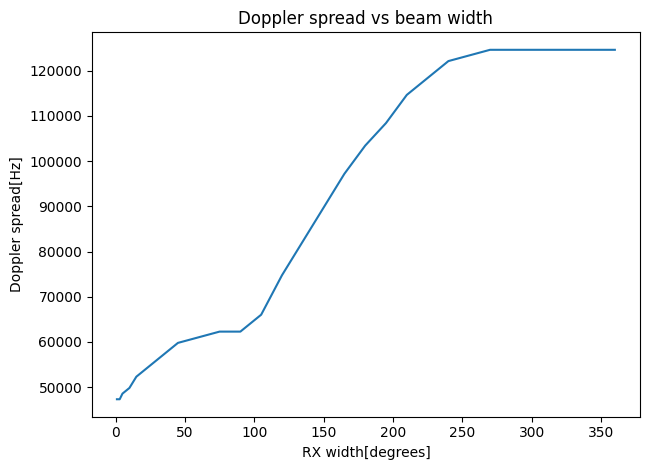 Doppler spread vs beam width
120000
110000
100000
90000
80000
70000
60000
50000
Doppler spread[Hz]
0 50 100 150 200 250 300 350
RX width[degrees]